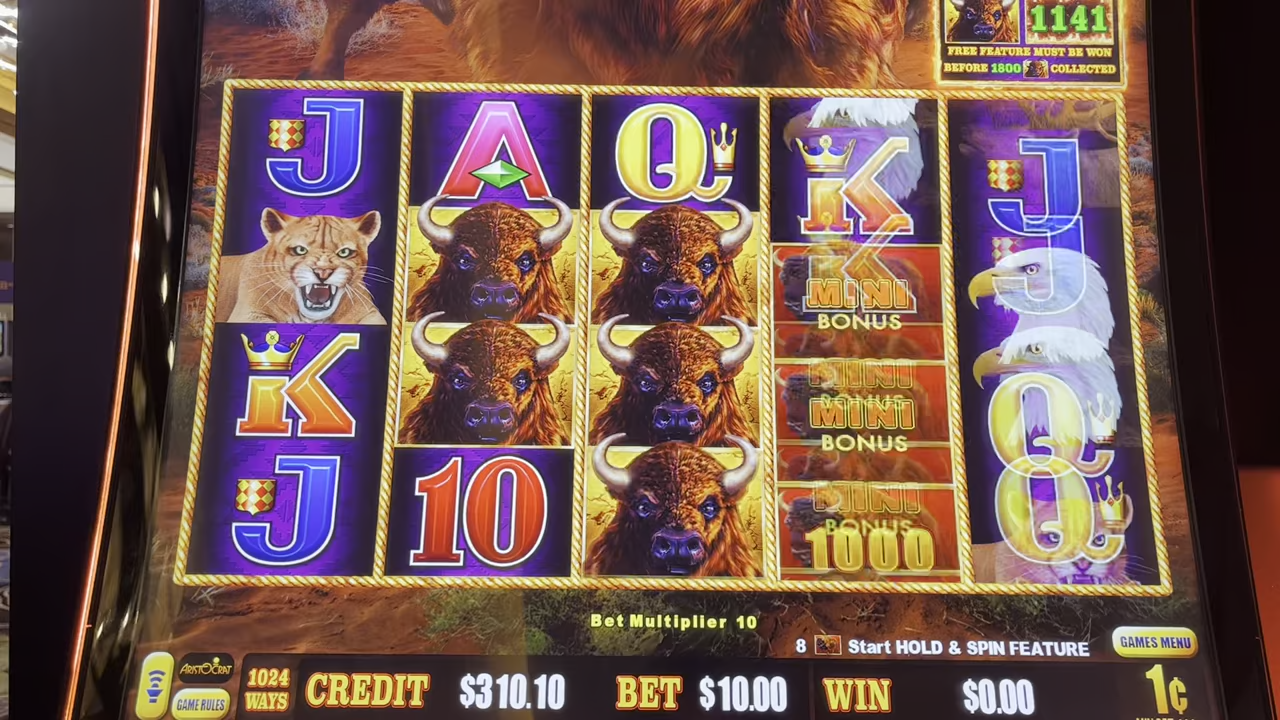 1141
FREE FEATURE MUST BE WON
BEFORE 1800 COLLECTED
J A Q K J
K MINI
BONUS
K MINI Q
BONUS
MINI
BONUS
J 10 1000 Q
Bet Multiplier 10
8 Start HOLD & SPIN FEATURE
GAMES MENU
ARISTOCRAT
GAME RULES
1024
WAYS
CREDIT $310.10 BET $10.00 WIN $0.00
1¢